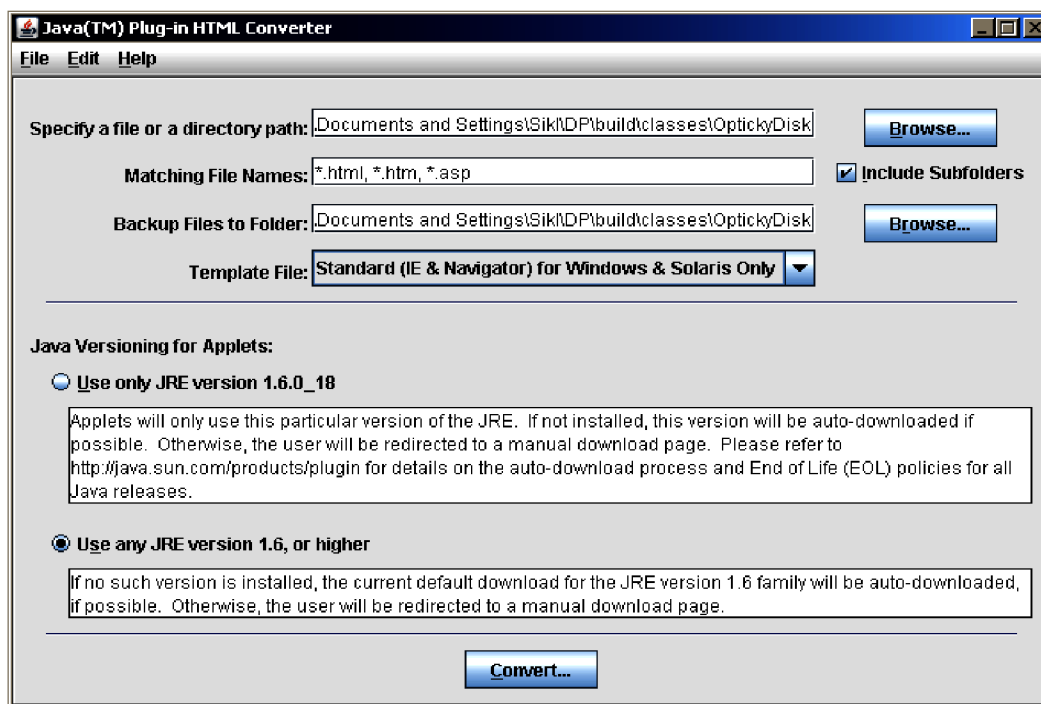 Java(TM) Plug-in HTML Converter
File Edit Help
Specify a file or a directory path: .Documents and Settings\Sikl\DP\build\classes\OptickyDisk Browse...
Matching File Names: *.html, *.htm, *.asp Include Subfolders
Backup Files to Folder: .Documents and Settings\Sikl\DP\build\classes\OptickyDisk Browse...
Template File: Standard (IE & Navigator) for Windows & Solaris Only
Java Versioning for Applets:
Use only JRE version 1.6.0_18
Applets will only use this particular version of the JRE. If not installed, this version will be auto-downloaded if
possible. Otherwise, the user will be redirected to a manual download page. Please refer to
http://java.sun.com/products/plugin for details on the auto-download process and End of Life (EOL) policies for all
Java releases.
Use any JRE version 1.6, or higher
If no such version is installed, the current default download for the JRE version 1.6 family will be auto-downloaded,
if possible. Otherwise, the user will be redirected to a manual download page.
Convert...